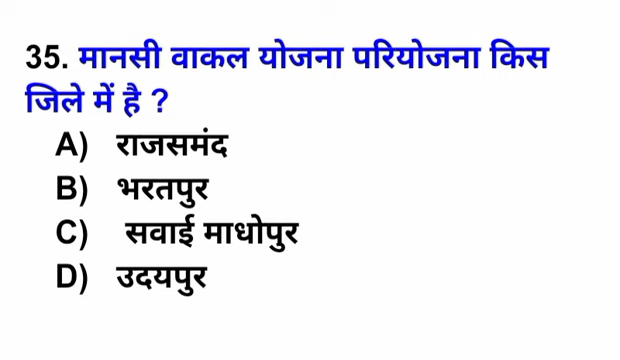 35. मानसी वाकल योजना परियोजना किस
जिले में है ?
A) राजसमंद
B) भरतपुर
C) सवाई माधोपुर
D) उदयपुर